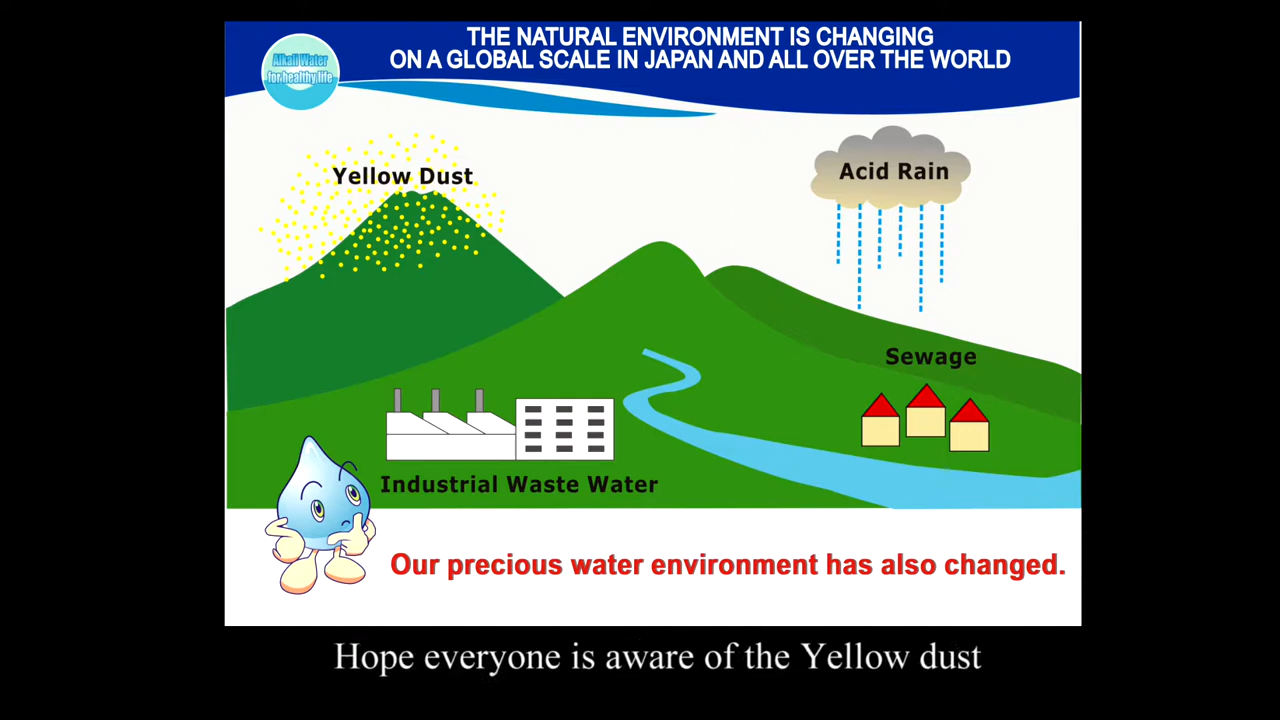 THE NATURAL ENVIRONMENT IS CHANGING
ON A GLOBAL SCALE IN JAPAN AND ALL OVER THE WORLD
Alkali Water
for healthy life
Yellow Dust
Acid Rain
Sewage
Industrial Waste Water
Our precious water environment has also changed.
Hope everyone is aware of the Yellow dust